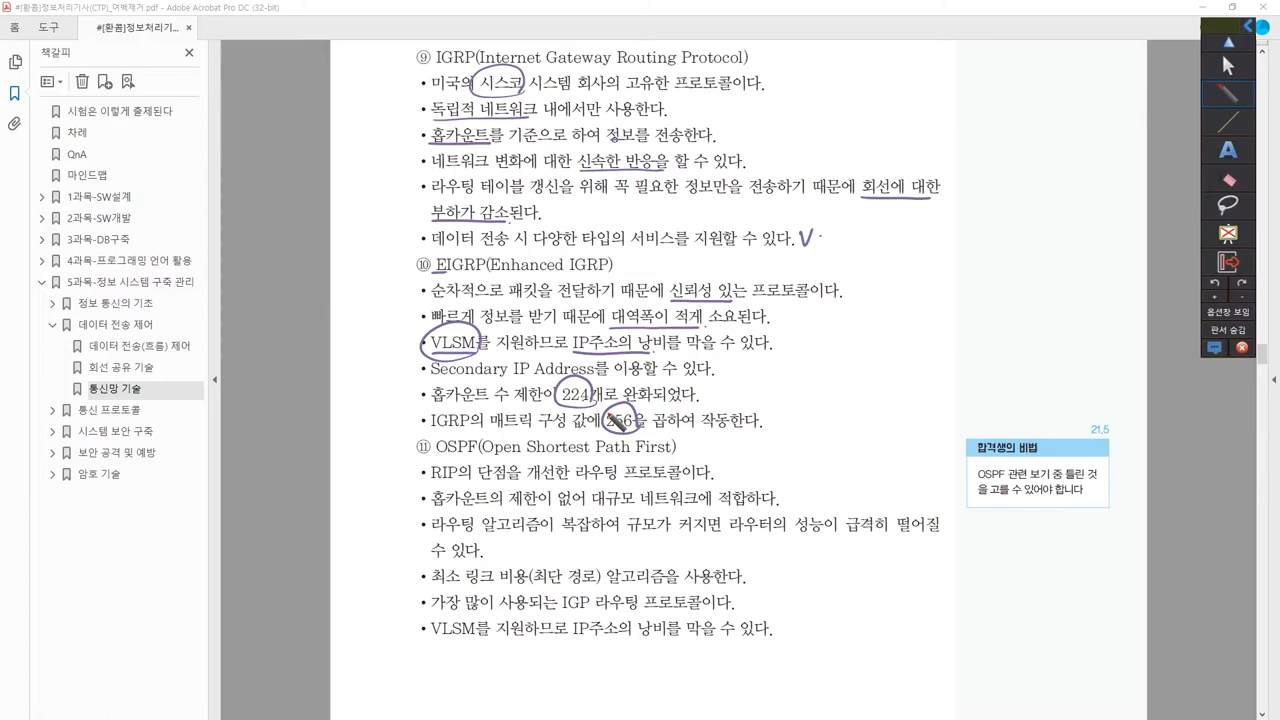 #[환콤]정보처리기사(CTP)_여백제거.pdf - Adobe Acrobat Pro DC (32-bit)
홈 도구 #[환콤]정보처리기... ×
책갈피
시험은 이렇게 출제된다
차례
QnA
마인드맵
1과목-SW설계
2과목-SW개발
3과목-DB구축
4과목-프로그래밍 언어 활용
5과목-정보 시스템 구축 관리
정보 통신의 기초
데이터 전송 제어
데이터 전송(흐름) 제어
회선 공유 기술
통신망 기술
통신 프로토콜
시스템 보안 구축
보안 공격 및 예방
암호 기술
⑨ IGRP(Internet Gateway Routing Protocol)
• 미국의 시스코 시스템 회사의 고유한 프로토콜이다.
• 독립적 네트워크 내에서만 사용한다.
• 홉카운트를 기준으로 하여 정보를 전송한다.
• 네트워크 변화에 대한 신속한 반응을 할 수 있다.
• 라우팅 테이블 갱신을 위해 꼭 필요한 정보만을 전송하기 때문에 회선에 대한
부하가 감소된다.
• 데이터 전송 시 다양한 타입의 서비스를 지원할 수 있다. V
⑩ EIGRP(Enhanced IGRP)
• 순차적으로 패킷을 전달하기 때문에 신뢰성 있는 프로토콜이다.
• 빠르게 정보를 받기 때문에 대역폭이 적게 소요된다.
• VLSM를 지원하므로 IP주소의 낭비를 막을 수 있다.
• Secondary IP Address를 이용할 수 있다.
• 홉카운트 수 제한이 224개로 완화되었다.
• IGRP의 매트릭 구성 값에 256을 곱하여 작동한다.
⑪ OSPF(Open Shortest Path First)
• RIP의 단점을 개선한 라우팅 프로토콜이다.
• 홉카운트의 제한이 없어 대규모 네트워크에 적합하다.
• 라우팅 알고리즘이 복잡하여 규모가 커지면 라우터의 성능이 급격히 떨어질
수 있다.
• 최소 링크 비용(최단 경로) 알고리즘을 사용한다.
• 가장 많이 사용되는 IGP 라우팅 프로토콜이다.
• VLSM를 지원하므로 IP주소의 낭비를 막을 수 있다.
21.5
합격생의 비법
OSPF 관련 보기 중 틀린 것
을 고를 수 있어야 합니다
A
옵션창 보임
판서 숨김